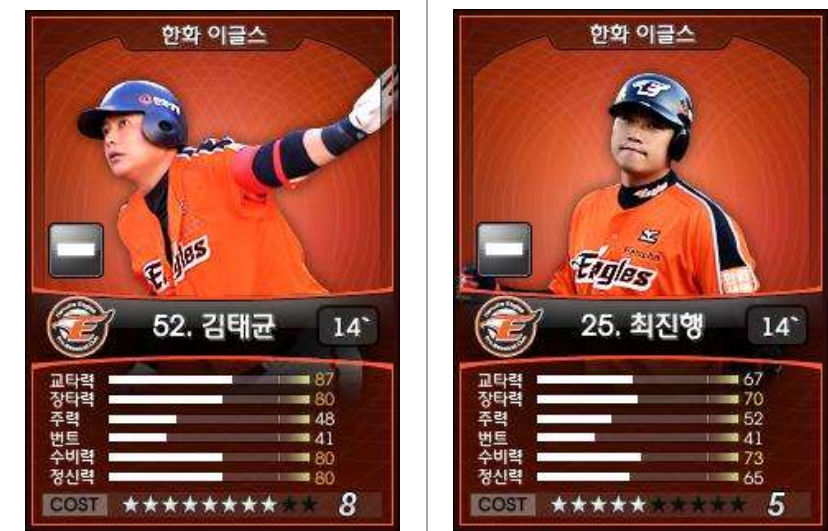 한화 이글스
Eagles
E
52. 김태균
14`
교타력 87
장타력 80
주력 48
번트 41
수비력 80
정신력 80
COST 8
한화 이글스
Eagles
E
25. 최진행
14`
교타력 67
장타력 70
주력 52
번트 41
수비력 73
정신력 65
COST 5